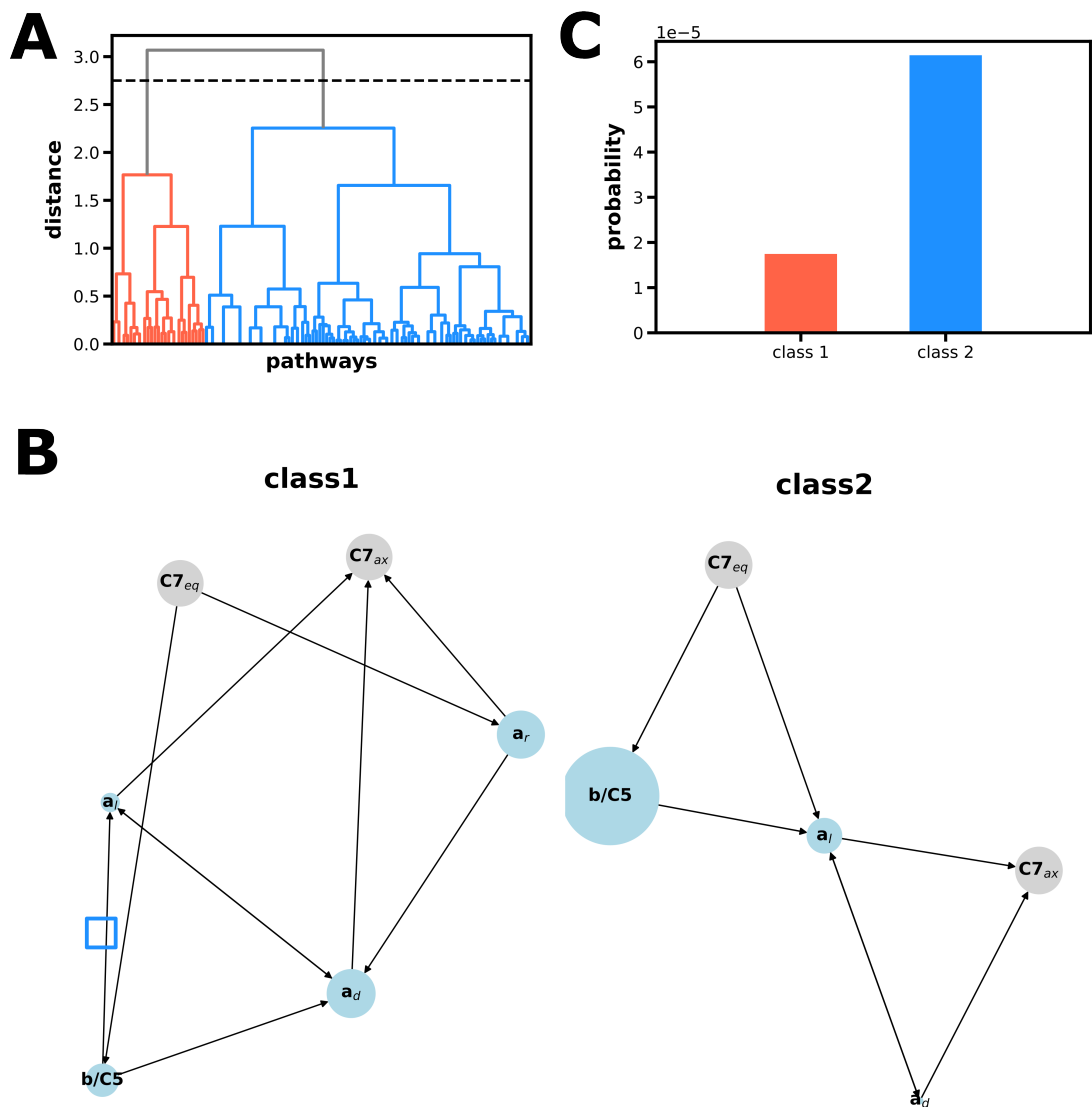 A
3.0
2.5
2.0
1.5
1.0
0.5
0.0
distance
pathways
C
1e−5
6
5
4
3
2
1
0
probability
class 1
class 2
B
class1
C7eq
C7ax
ar
al
ad
b/C5
class2
C7eq
b/C5
al
C7ax
ad